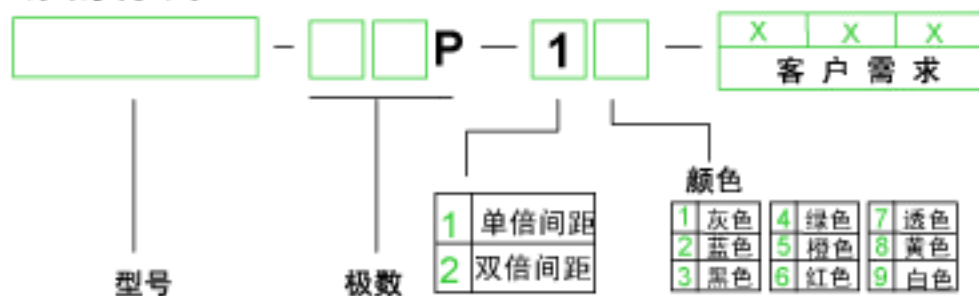 P — 1 — X X X
客户需求
颜色
1 单倍间距
2 双倍间距
1 灰色 4 绿色 7 透色
2 蓝色 5 橙色 8 黄色
3 黑色 6 红色 9 白色
型号 极数